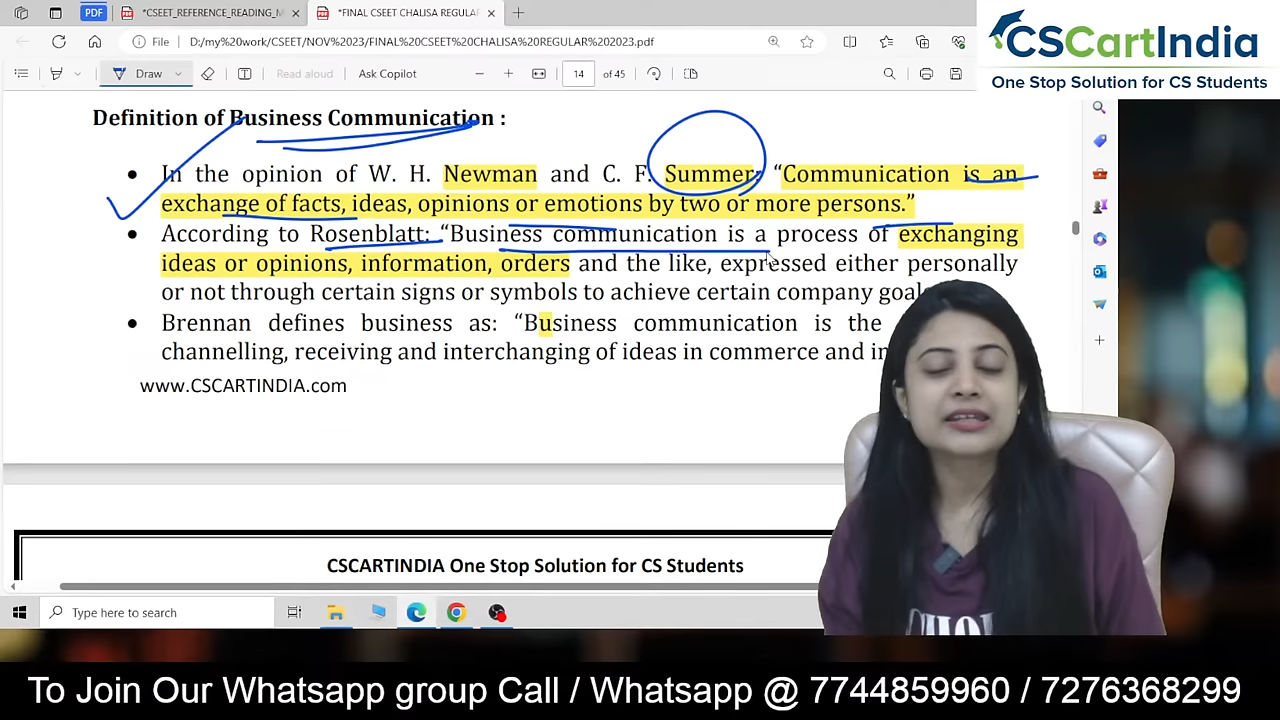 PDF
*CSEET_REFERENCE_READING_M
*FINAL CSEET CHALISA REGULAR
File
D:/my%20work/CSEET/NOV%2023/FINAL%20CSEET%20CHALISA%20REGULAR%202023.pdf
CSCartIndia
One Stop Solution for CS Students
Draw
Read aloud
Ask Copilot
14
of 45
Definition of Business Communication :
• In the opinion of W. H. Newman and C. F. Summer: “Communication is an
exchange of facts, ideas, opinions or emotions by two or more persons.”
• According to Rosenblatt: “Business communication is a process of exchanging
ideas or opinions, information, orders and the like, expressed either personally
or not through certain signs or symbols to achieve certain company goal
• Brennan defines business as: “Business communication is the
channelling, receiving and interchanging of ideas in commerce and in
www.CSCARTINDIA.com
CSCARTINDIA One Stop Solution for CS Students
Type here to search
To Join Our Whatsapp group Call / Whatsapp @ 7744859960 / 7276368299